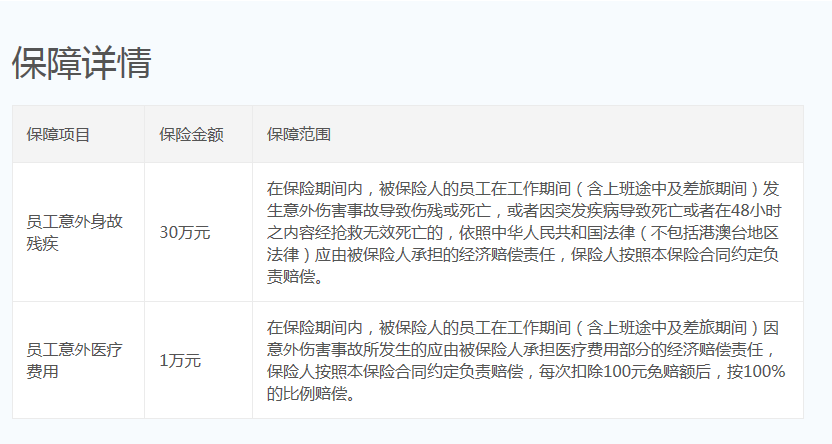 保障详情
保障项目
保险金额
保障范围
员工意外身故
残疾
30万元
在保险期间内，被保险人的员工在工作期间（含上班途中及差旅期间）发
生意外伤害事故导致伤残或死亡，或者因突发疾病导致死亡或者在48小时
之内容经抢救无效死亡的，依照中华人民共和国法律（不包括港澳台地区
法律）应由被保险人承担的经济赔偿责任，保险人按照本保险合同约定负
责赔偿。
员工意外医疗
费用
1万元
在保险期间内，被保险人的员工在工作期间（含上班途中及差旅期间）因
意外伤害事故所发生的应由被保险人承担医疗费用部分的经济赔偿责任，
保险人按照本保险合同约定负责赔偿，每次扣除100元免赔额后，按100%
的比例赔偿。